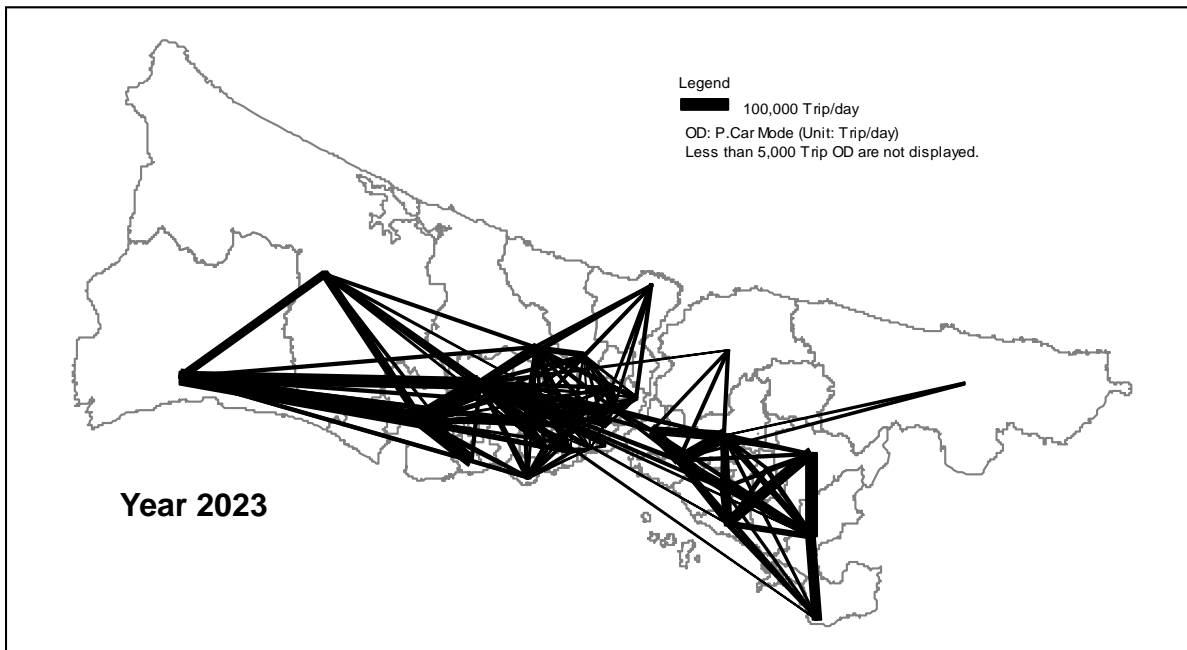 Legend
100,000 Trip/day
OD: P.Car Mode (Unit: Trip/day)
Less than 5,000 Trip OD are not displayed.
Year 2023